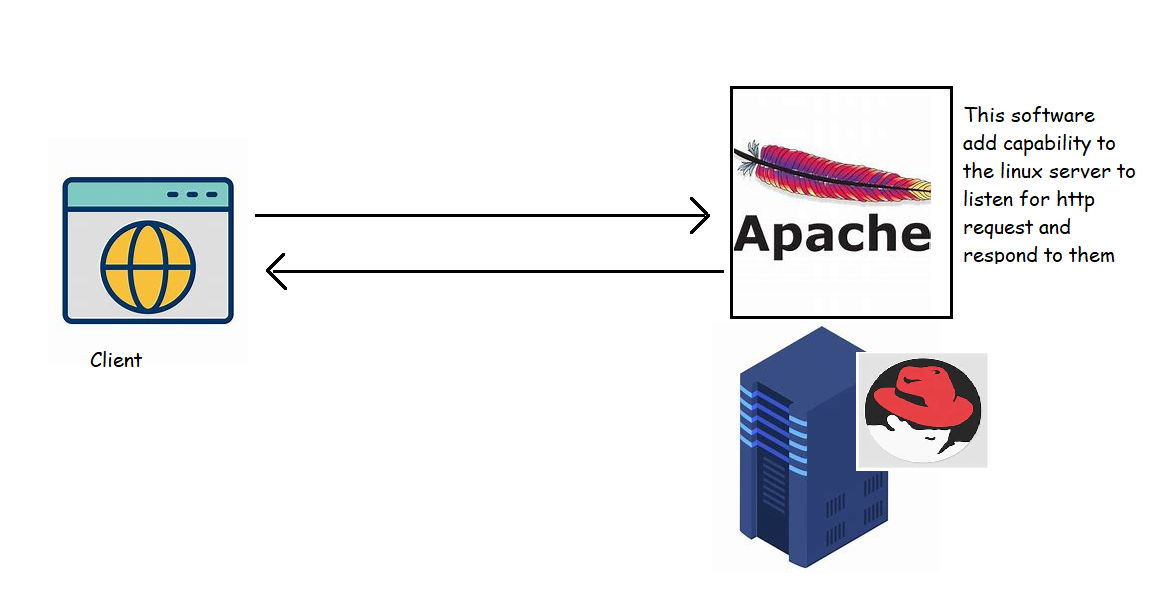 Apache
This software
add capability to
the linux server to
listen for http
request and
respond to them
Client